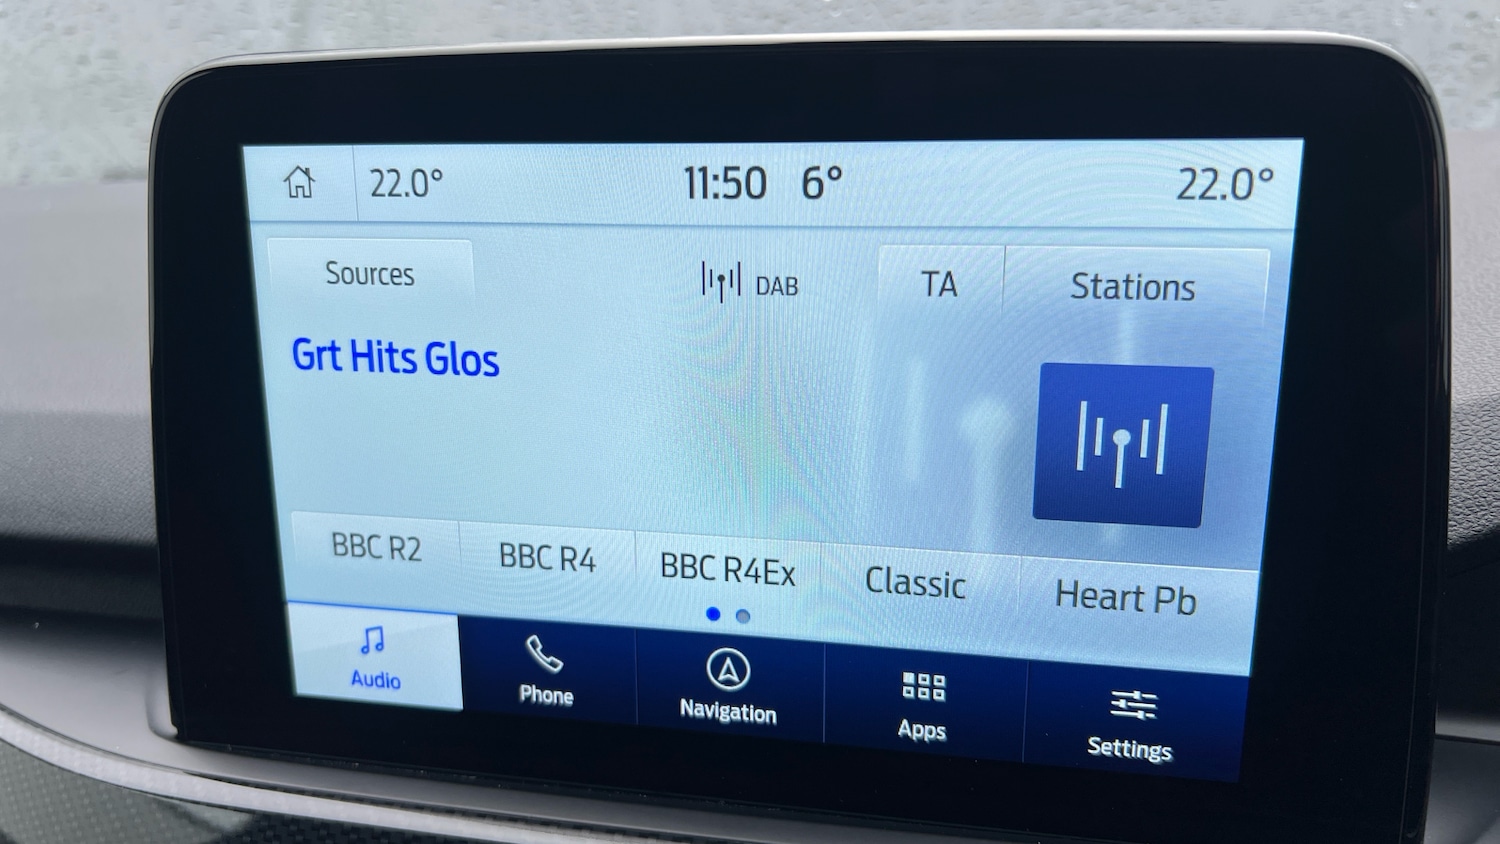 22.0° 11:50 6° 22.0°
Sources DAB TA Stations
Grt Hits Glos
BBC R2 BBC R4 BBC R4Ex Classic Heart Pb
Audio Phone Navigation Apps Settings